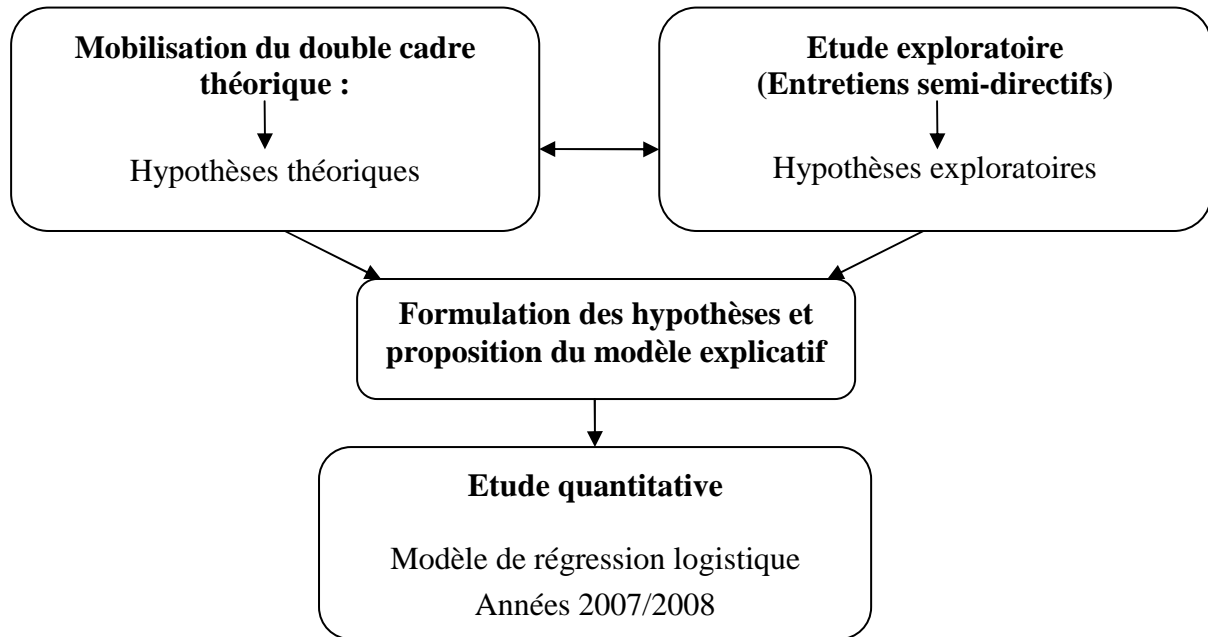 Mobilisation du double cadre
théorique :
Hypothèses théoriques
Etude exploratoire
(Entretiens semi-directifs)
Hypothèses exploratoires
Formulation des hypothèses et
proposition du modèle explicatif
Etude quantitative
Modèle de régression logistique
Années 2007/2008